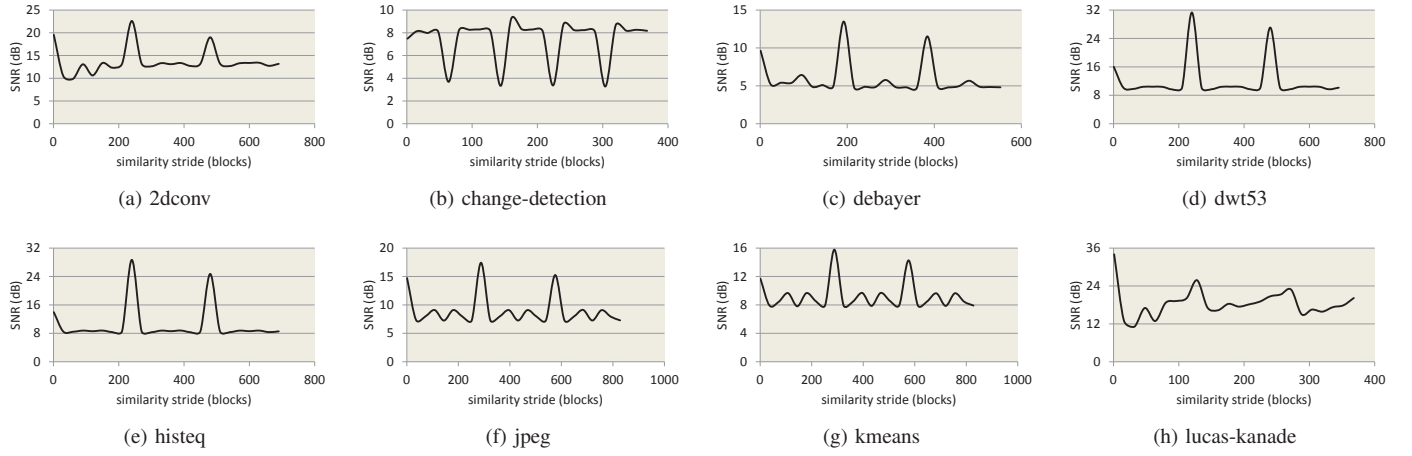 25
20
15
10
5
0
SNR (dB)
0 200 400 600 800
similarity stride (blocks)
(a) 2dconv
10
8
6
4
2
0
SNR (dB)
0 100 200 300 400
similarity stride (blocks)
(b) change-detection
15
10
5
0
SNR (dB)
0 200 400 600
similarity stride (blocks)
(c) debayer
32
24
16
8
0
SNR (dB)
0 200 400 600 800
similarity stride (blocks)
(d) dwt53
32
24
16
8
0
SNR (dB)
0 200 400 600 800
similarity stride (blocks)
(e) histeq
20
15
10
5
0
SNR (dB)
0 200 400 600 800 1000
similarity stride (blocks)
(f) jpeg
16
12
8
4
0
SNR (dB)
0 200 400 600 800 1000
similarity stride (blocks)
(g) kmeans
36
24
12
0
SNR (dB)
0 100 200 300 400
similarity stride (blocks)
(h) lucas-kanade